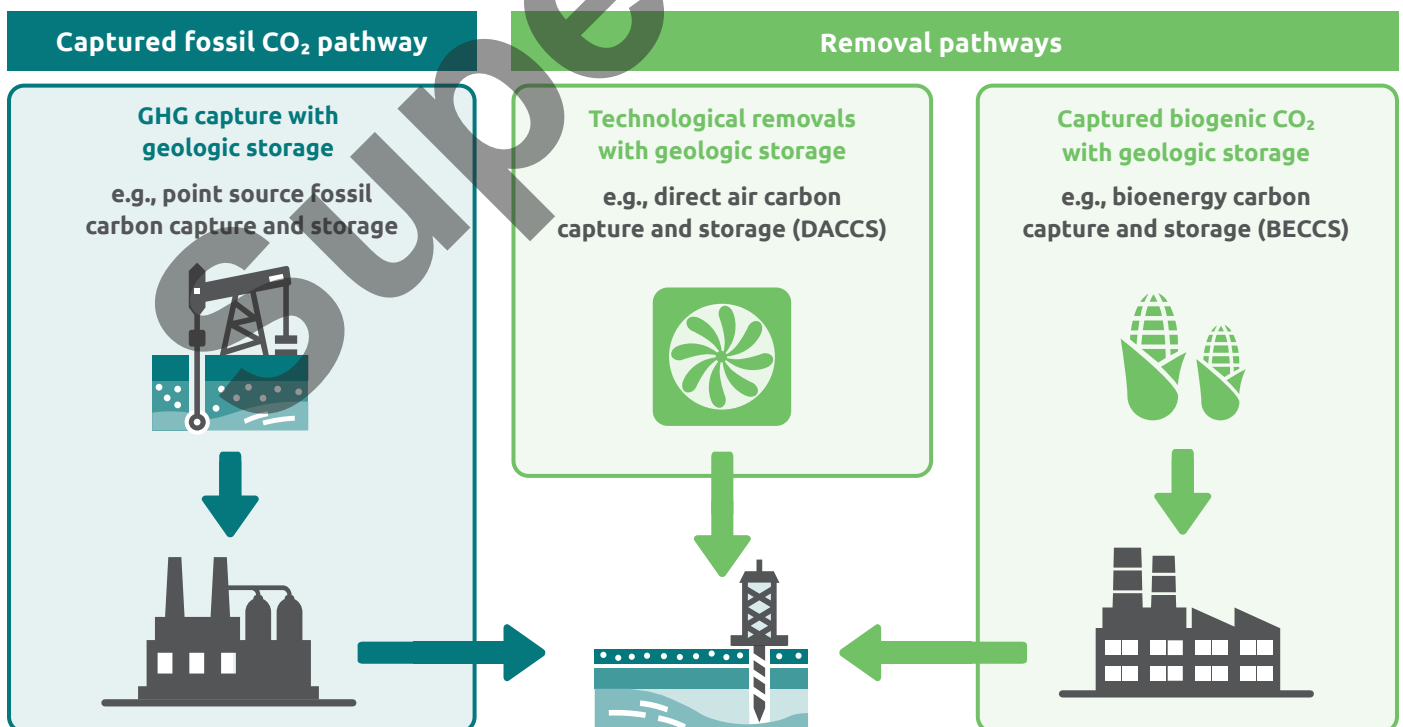 Captured fossil CO₂ pathway
Removal pathways
GHG capture with
geologic storage
e.g., point source fossil
carbon capture and storage
Technological removals
with geologic storage
e.g., direct air carbon
capture and storage (DACCS)
Captured biogenic CO₂
with geologic storage
e.g., bioenergy carbon
capture and storage (BECCS)